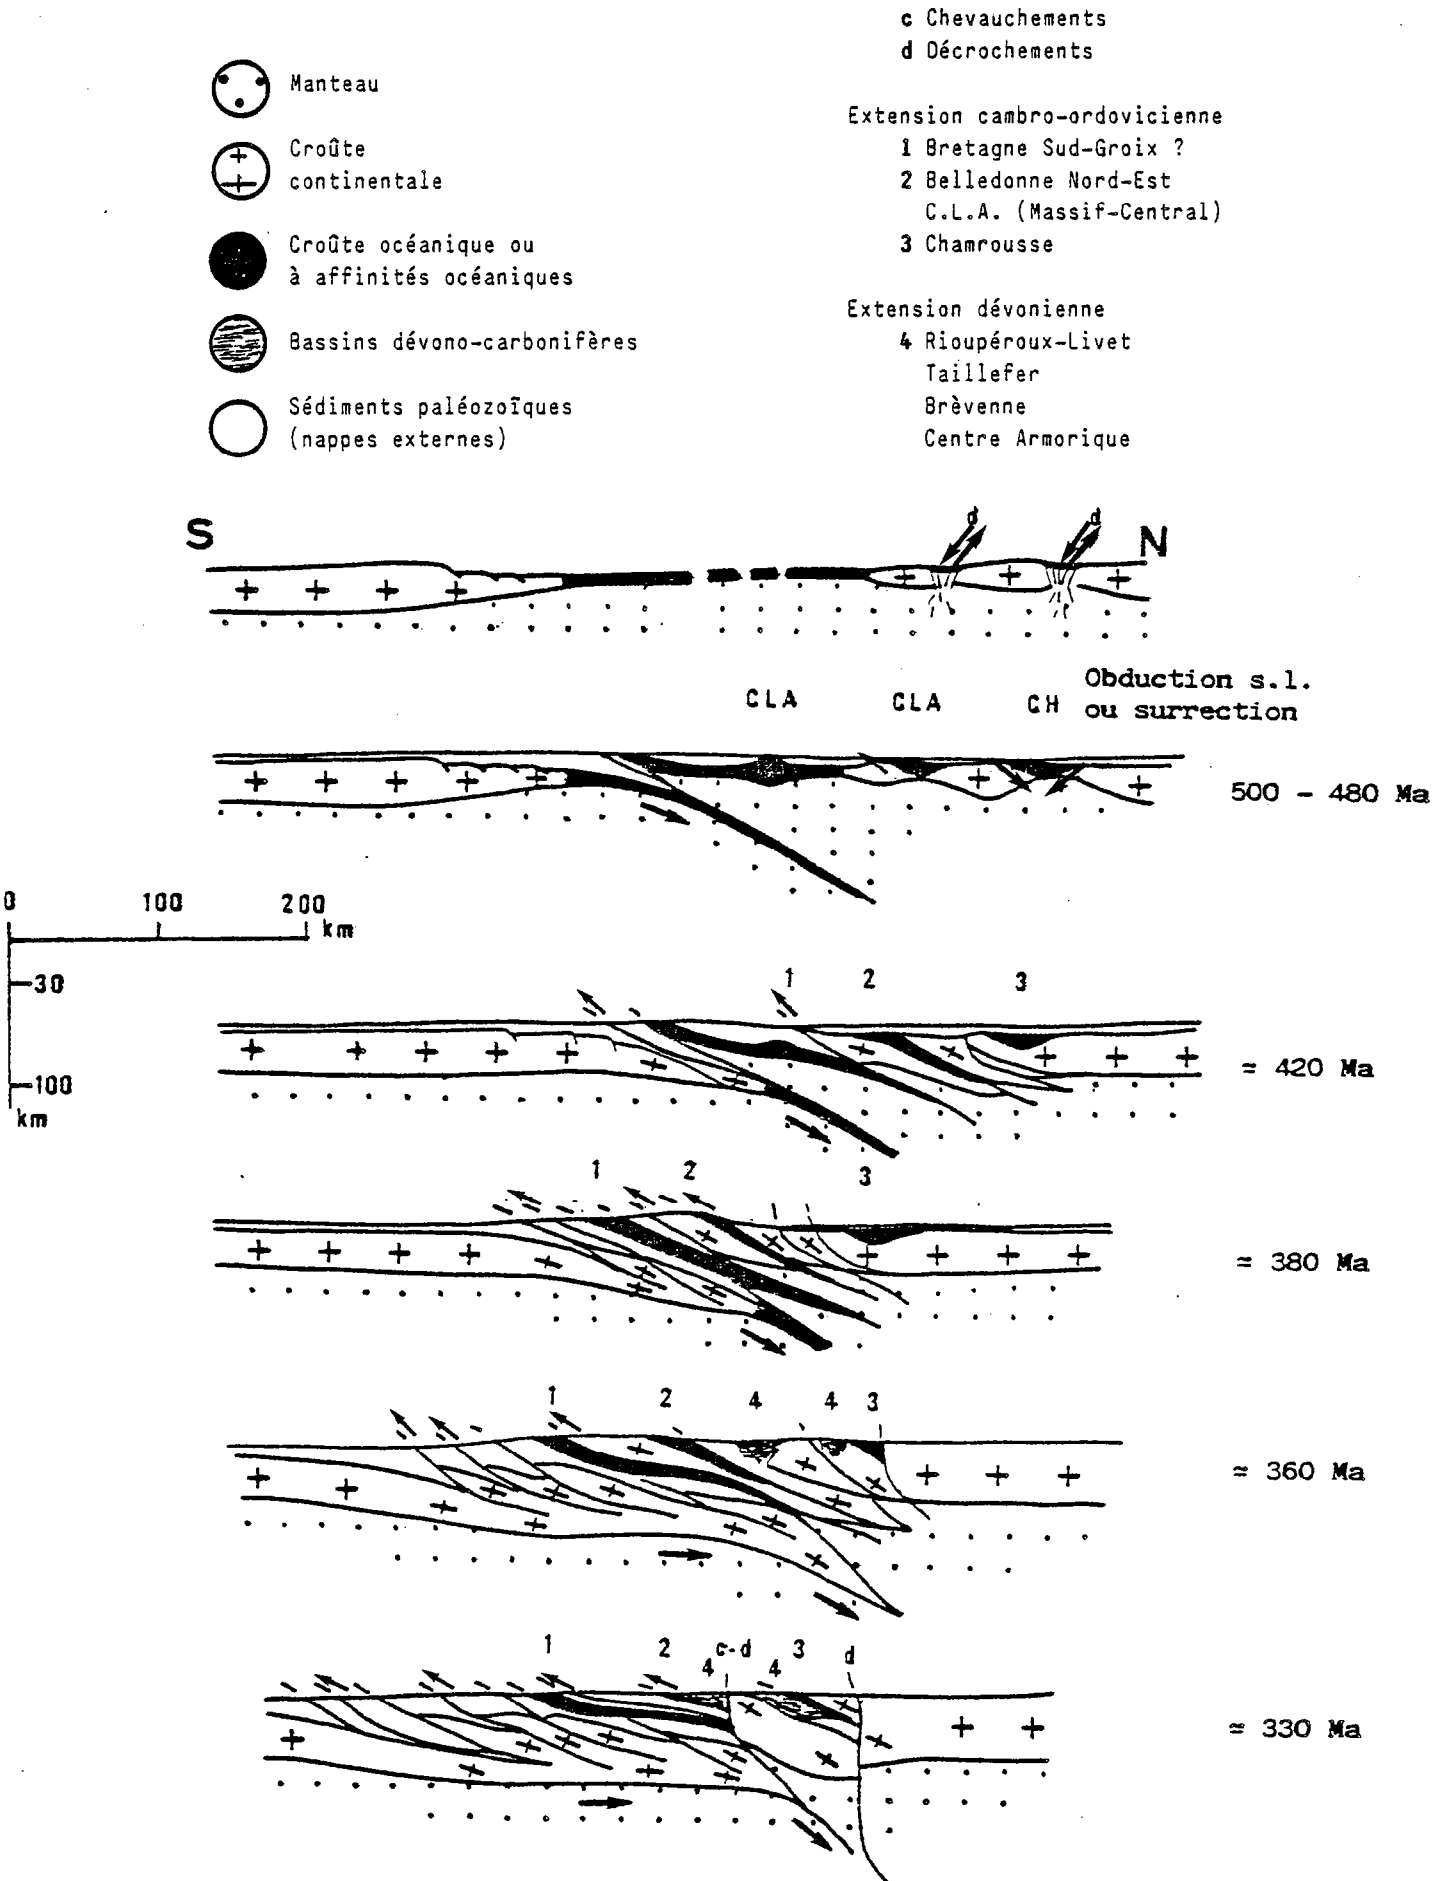 c Chevauchements
d Décrochements
Manteau
Croûte
continentale
Croûte océanique ou
à affinités océaniques
Bassins dévono-carbonifères
Sédiments paléozoïques
(nappes externes)
Extension cambro-ordovicienne
1 Bretagne Sud-Groix ?
2 Belledonne Nord-Est
C.L.A. (Massif-Central)
3 Chamrousse
Extension dévonienne
4 Rioupéroux-Livet
Taillefer
Brèvenne
Centre Armorique
S
d
d
N
CLA
CLA
CH
Obduction s.l.
ou surrection
500 - 480 Ma
0
100
200
km
30
100
km
1
2
3
≃ 420 Ma
1
2
3
≃ 380 Ma
1
2
4
4
3
≃ 360 Ma
1
2
4
c-d
4
3
d
≃ 330 Ma